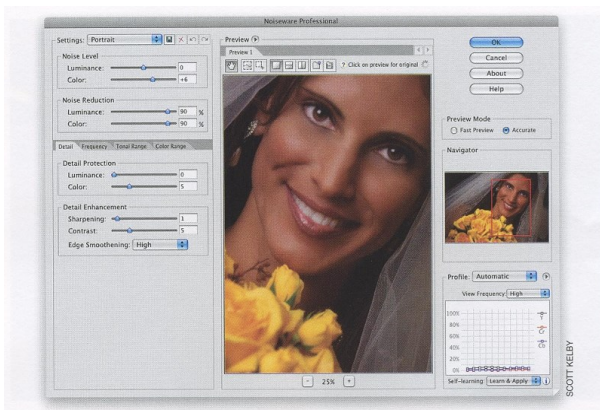 Noiseware Professional
Settings: Portrait
Noise Level
Luminance: 0
Color: +6
Noise Reduction
Luminance: 90 %
Color: 90 %
Detail Frequency Tonal Range Color Range
Detail Protection
Luminance: 0
Color: 5
Detail Enhancement
Sharpening: 1
Contrast: 5
Edge Smoothening: High
Preview
Preview 1
? Click on preview for original
- 25% +
OK
Cancel
About
Help
Preview Mode
Fast Preview Accurate
Navigator
Profile: Automatic
View Frequency: High
100%
80%
60%
40%
20%
Y
Cr
Cb
Self-learning: Learn & Apply
SCOTT KELBY